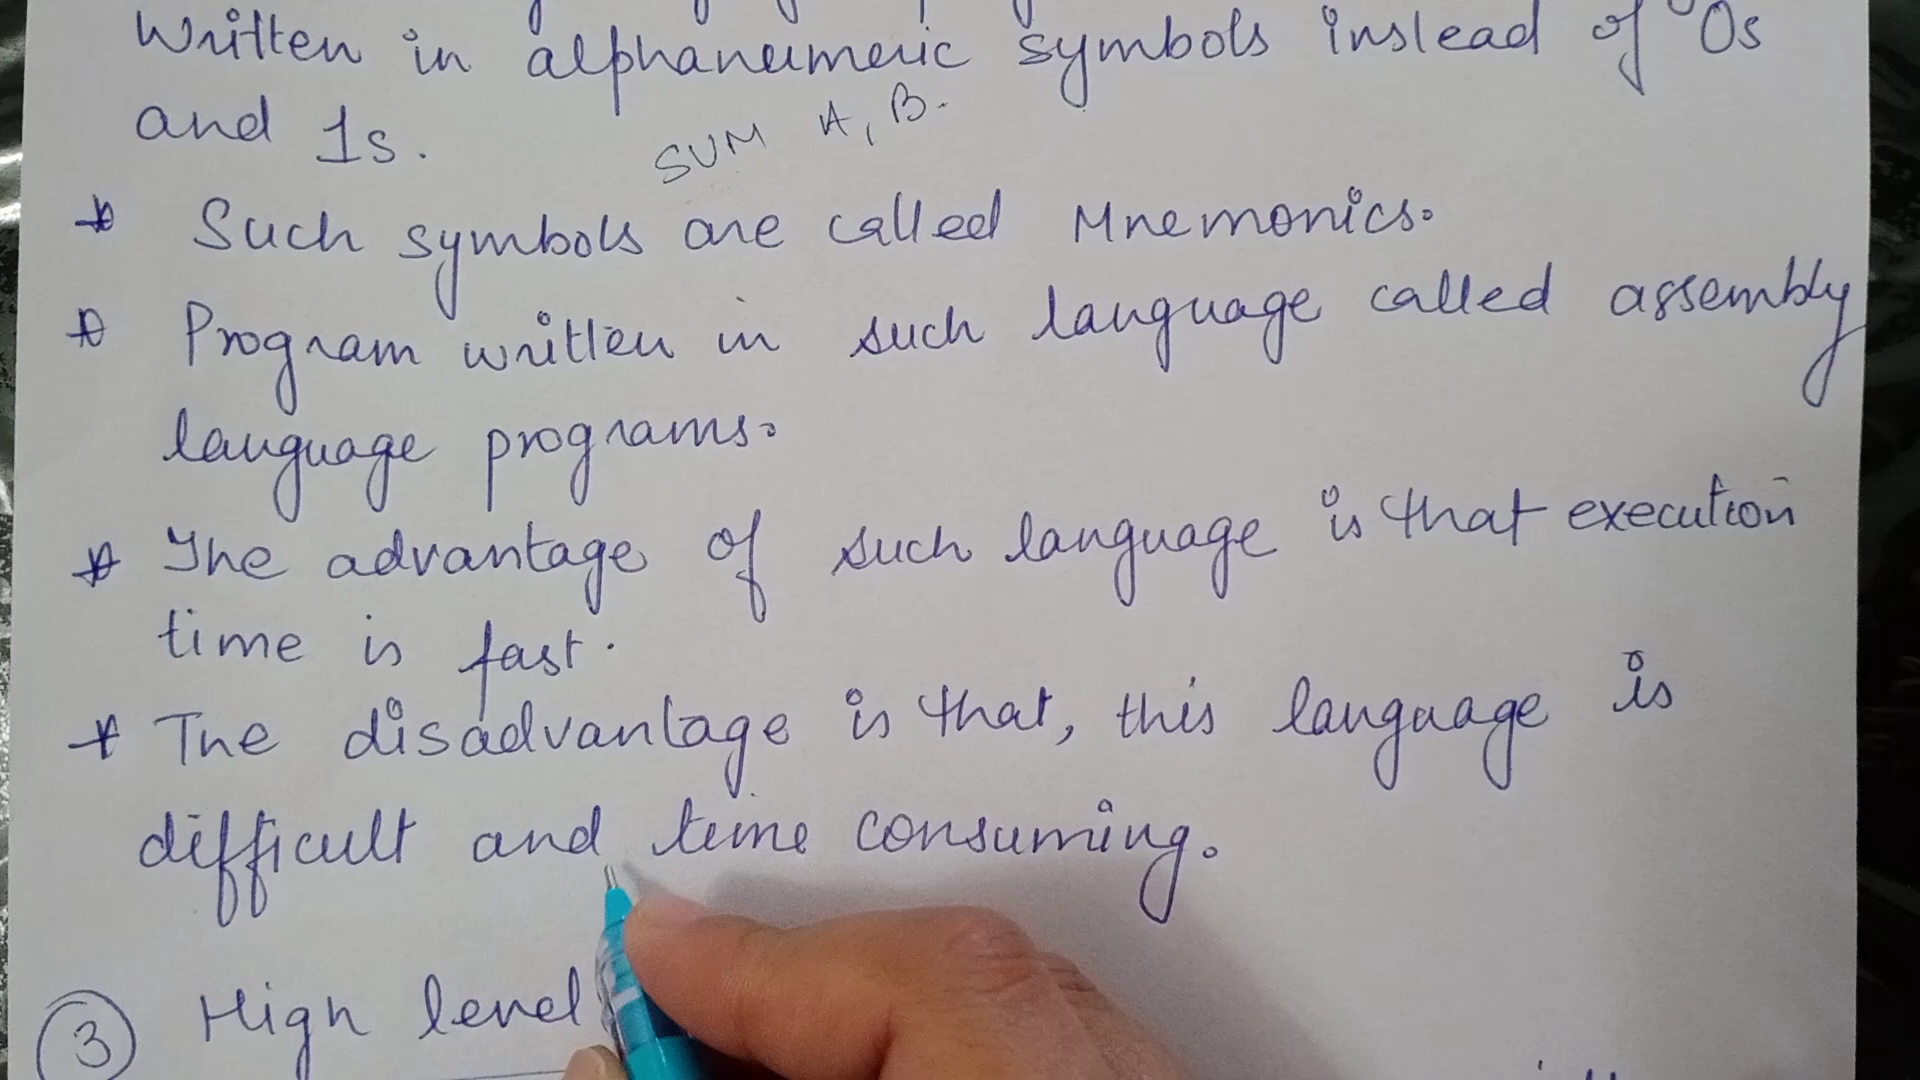 Written in alphanumeric symbols instead of 0s
and 1s.
SUM A, B.
* Such symbols are called Mnemonics.
* Program written in such language called assembly
language programs.
* The advantage of such language is that execution
time is fast.
* The disadvantage is that, this language is
difficult and time consuming.
3 High level